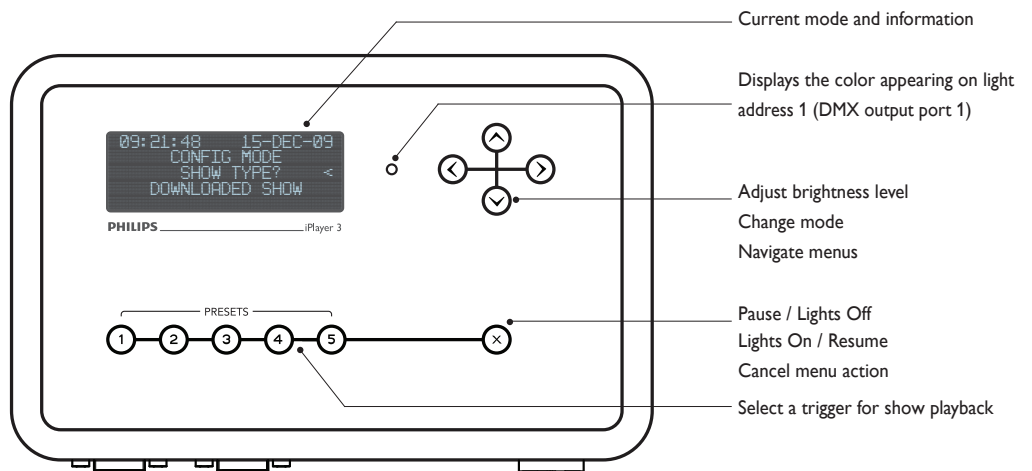 Current mode and information
Displays the color appearing on light
address 1 (DMX output port 1)
09:21:48 15-DEC-09
CONFIG MODE
SHOW TYPE? <
DOWNLOADED SHOW
PHILIPS iPlayer 3
Adjust brightness level
Change mode
Navigate menus
PRESETS
1 2 3 4 5 ×
Pause / Lights Off
Lights On / Resume
Cancel menu action
Select a trigger for show playback